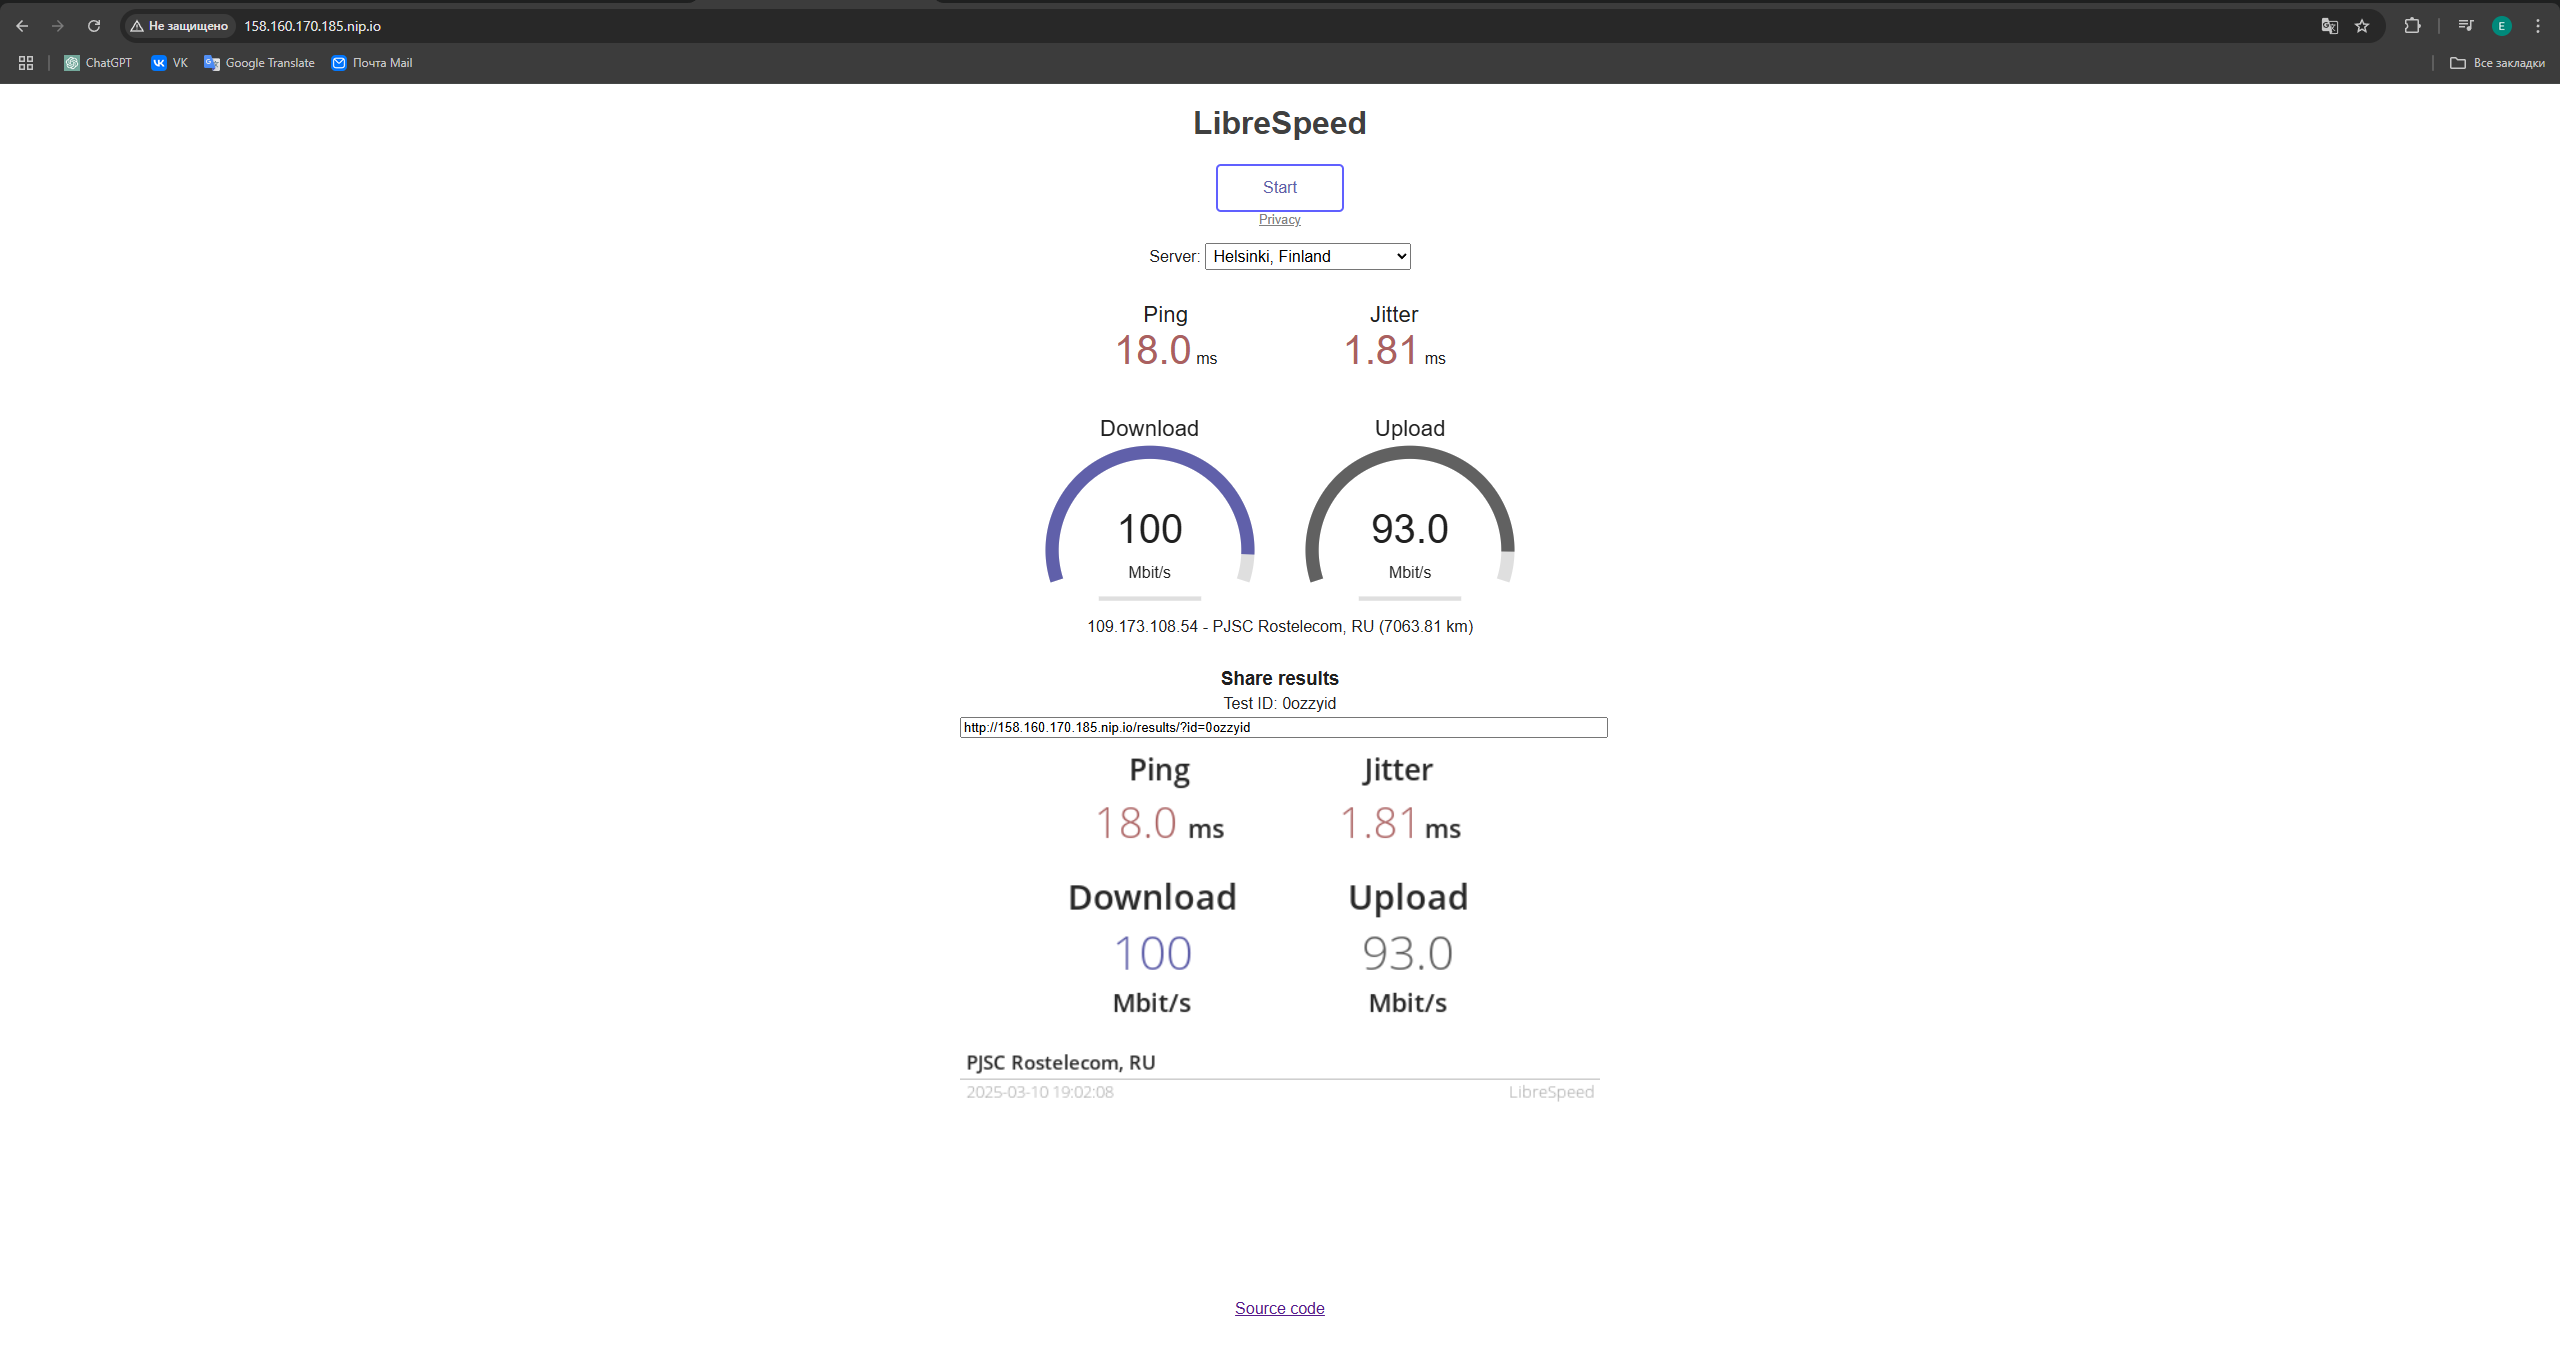 Не защищено 158.160.170.185.nip.io
ChatGPT VK Google Translate Почта Mail Все закладки
LibreSpeed
Start
Privacy
Server: Helsinki, Finland
Ping Jitter
18.0 ms 1.81 ms
Download Upload
100 93.0
Mbit/s Mbit/s
109.173.108.54 - PJSC Rostelecom, RU (7063.81 km)
Share results
Test ID: 0ozzyid
http://158.160.170.185.nip.io/results/?id=0ozzyid
Ping Jitter
18.0 ms 1.81 ms
Download Upload
100 93.0
Mbit/s Mbit/s
PJSC Rostelecom, RU
2025-03-10 19:02:08 LibreSpeed
Source code